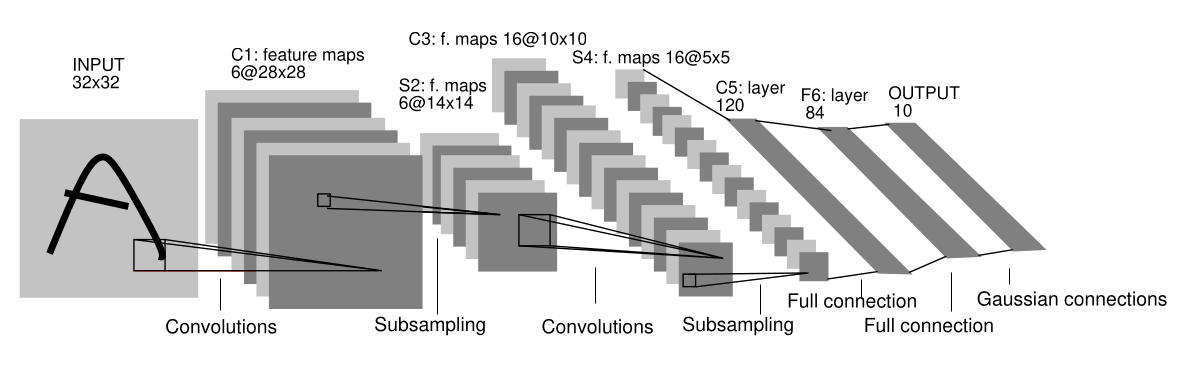 INPUT
32x32
C1: feature maps
6@28x28
S2: f. maps
6@14x14
C3: f. maps 16@10x10
S4: f. maps 16@5x5
C5: layer
120
F6: layer
84
OUTPUT
10
Convolutions
Subsampling
Convolutions
Subsampling
Full connection
Full connection
Gaussian connections